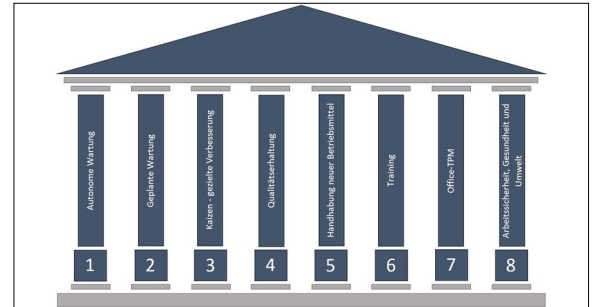 Autonome Wartung
Geplante Wartung
Kaizen - gezielte Verbesserung
Qualitätserhaltung
Handhabung neuer Betriebsmittel
Training
Office-TPM
Arbeitssicherheit, Gesundheit und
Umwelt
1
2
3
4
5
6
7
8